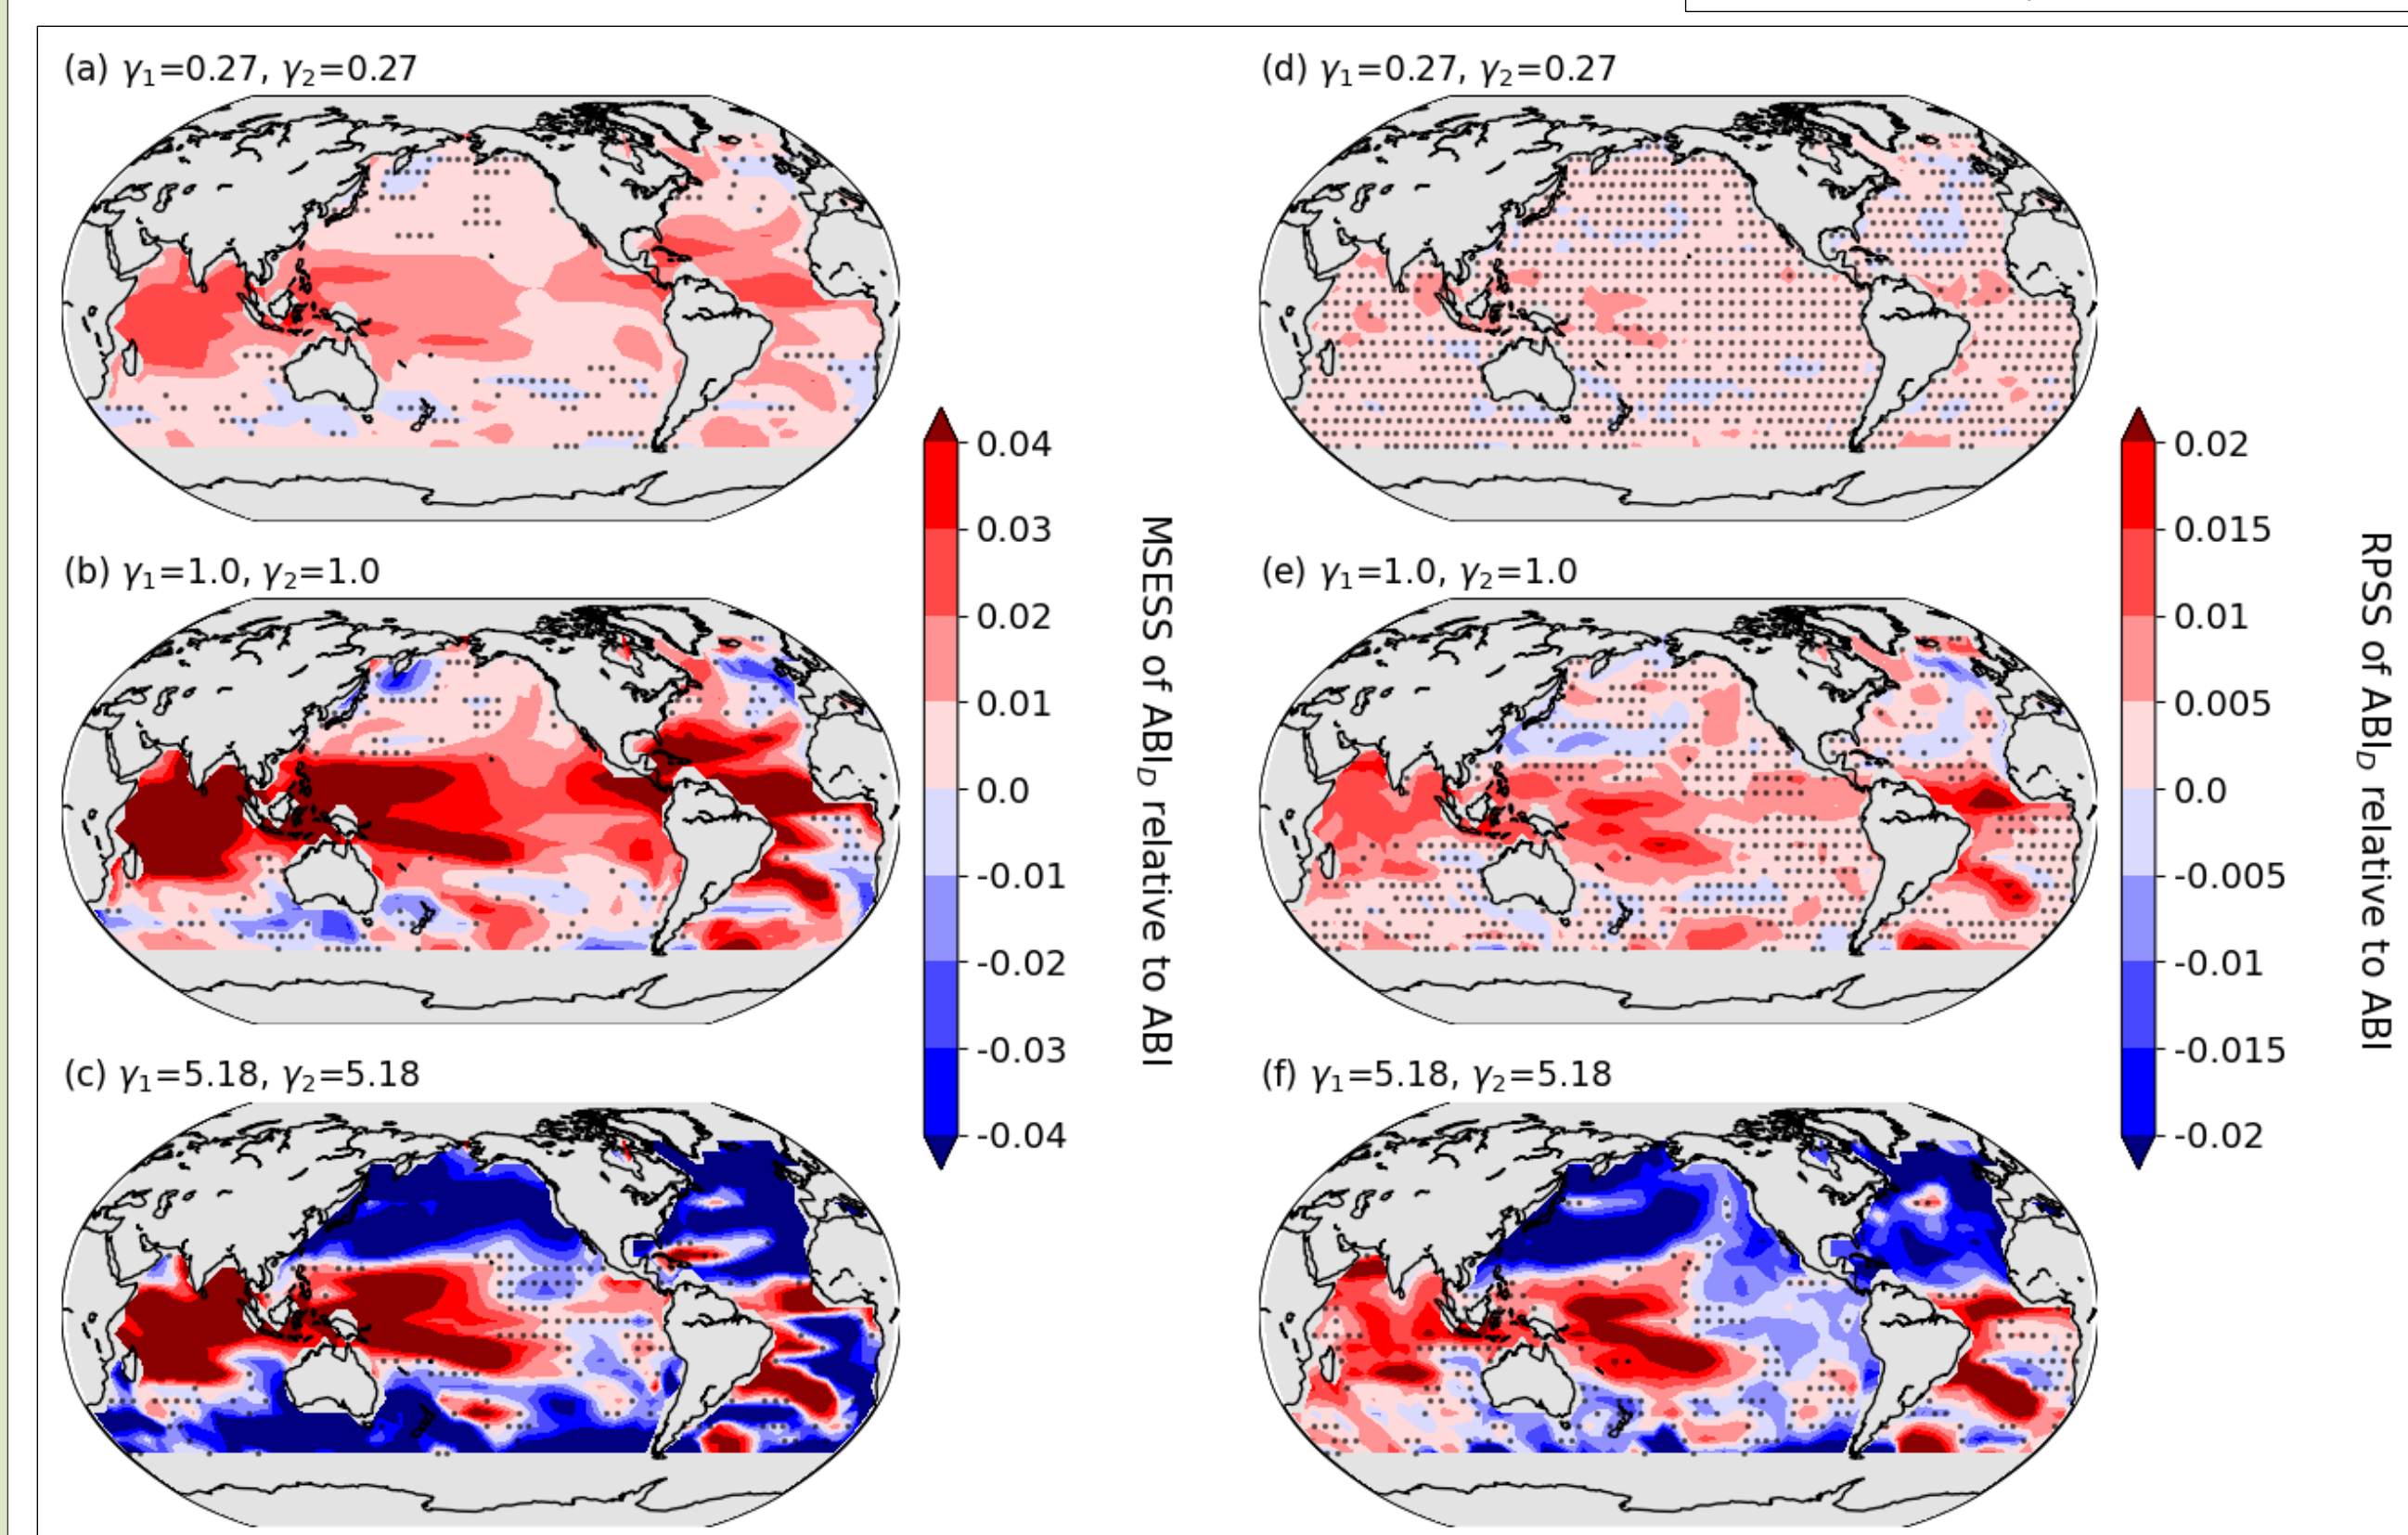 (a) γ₁=0.27, γ₂=0.27
(b) γ₁=1.0, γ₂=1.0
(c) γ₁=5.18, γ₂=5.18
0.04
0.03
0.02
0.01
0.0
-0.01
-0.02
-0.03
-0.04
MSESS of ABI_D relative to ABI
(d) γ₁=0.27, γ₂=0.27
(e) γ₁=1.0, γ₂=1.0
(f) γ₁=5.18, γ₂=5.18
0.02
0.015
0.01
0.005
0.0
-0.005
-0.01
-0.015
-0.02
RPSS of ABI_D relative to ABI